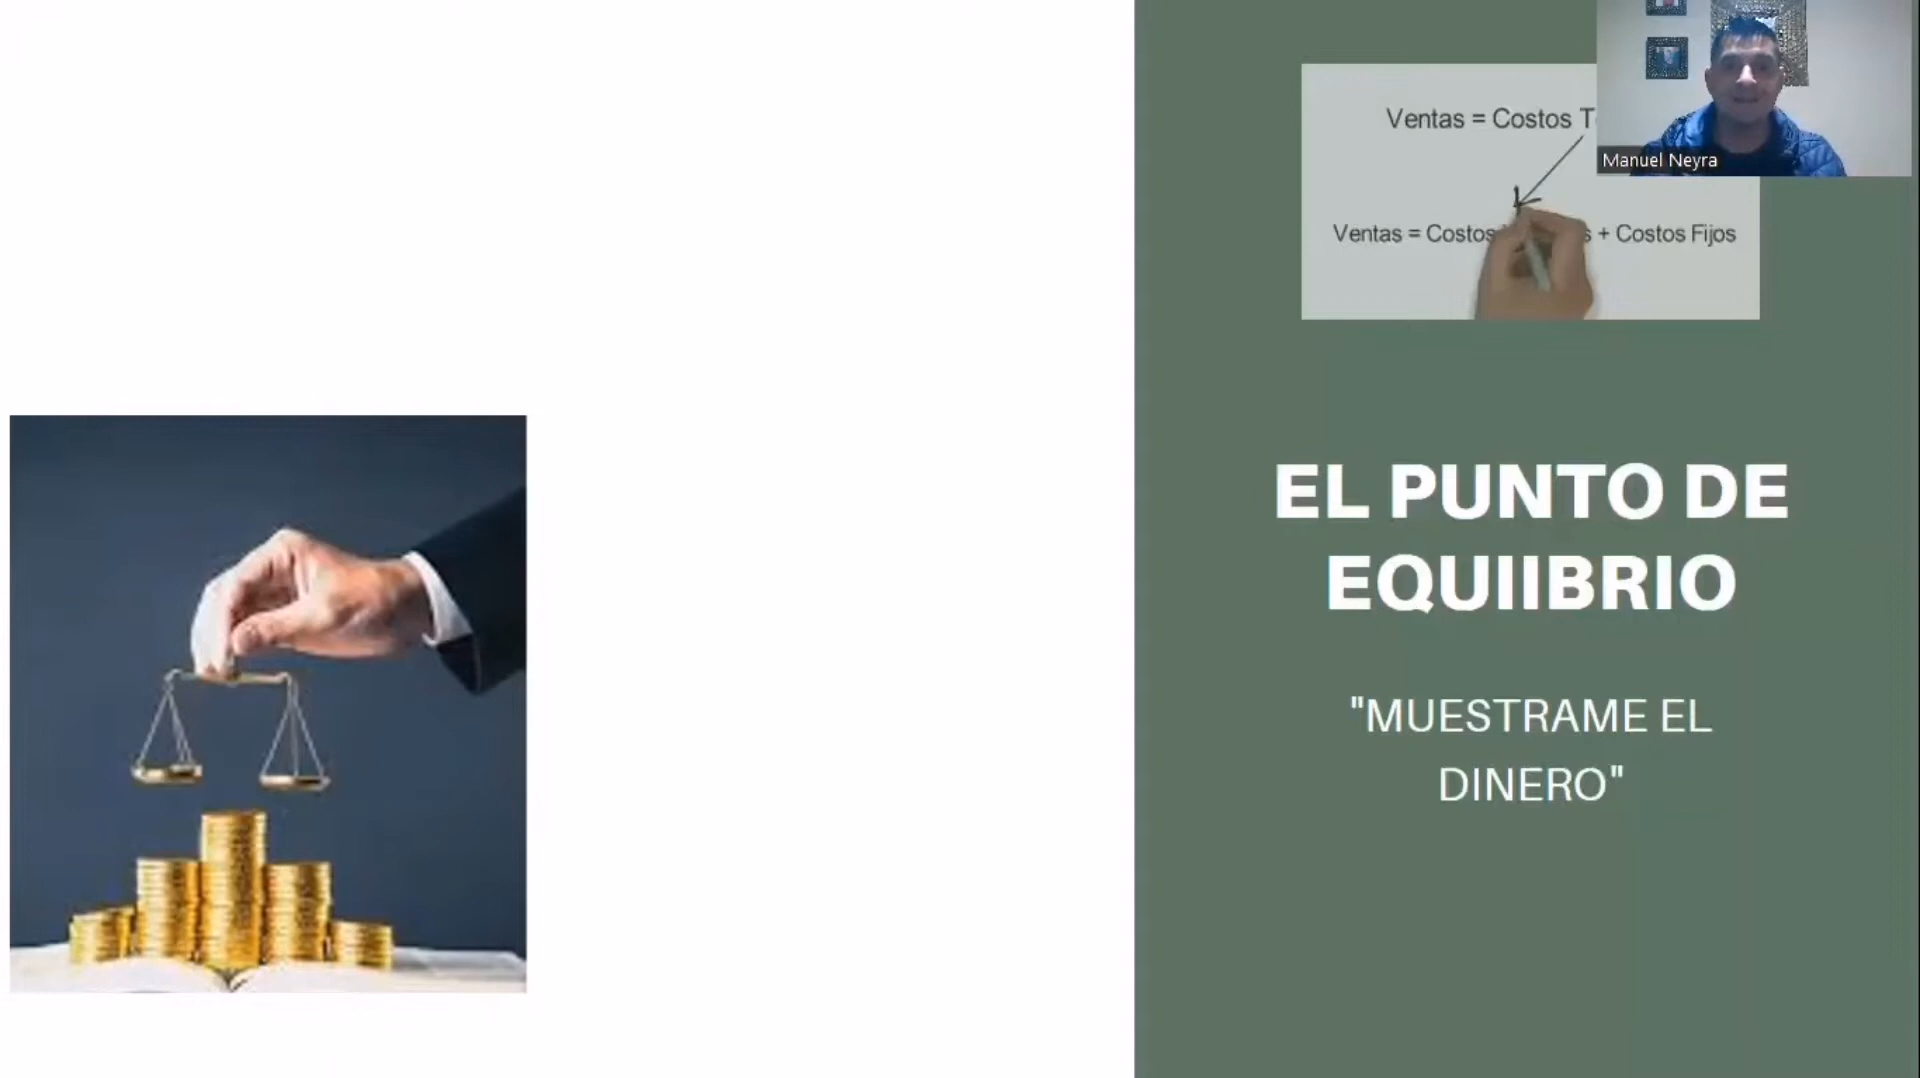 Ventas = Costos
Manuel Neyra
Ventas = Costos + Costos Fijos
EL PUNTO DE
EQUIIBRIO
"MUESTRAME EL
DINERO"